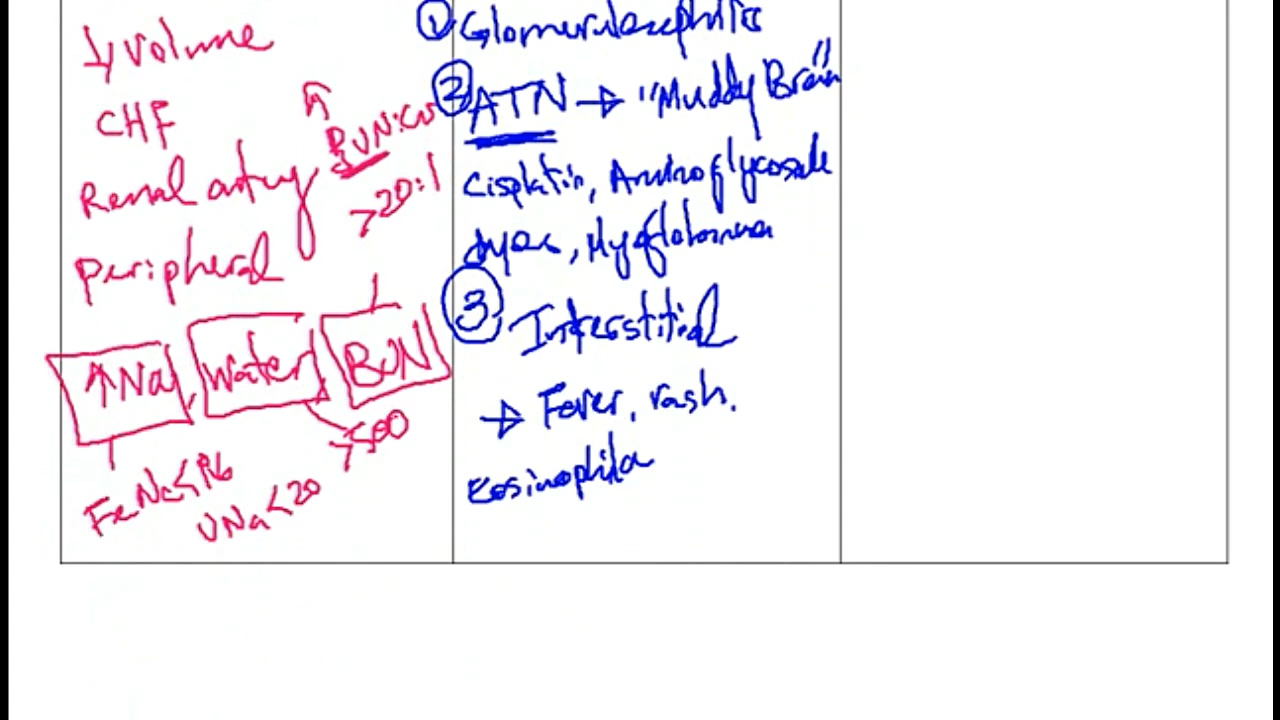 ↓Volume
CHF
Renal artery
Peripheral
↑
BUN:Cr
>20:1
↑Na, Water, BUN
>500
FeNa<1%
UNa<20
① Glomerulonephritis
② ATN → "Muddy Brown"
Cisplatin, Aminoglycoside
dyes, Myoglobinuria
③ Interstitial
→ Fever, rash,
Eosinophilia